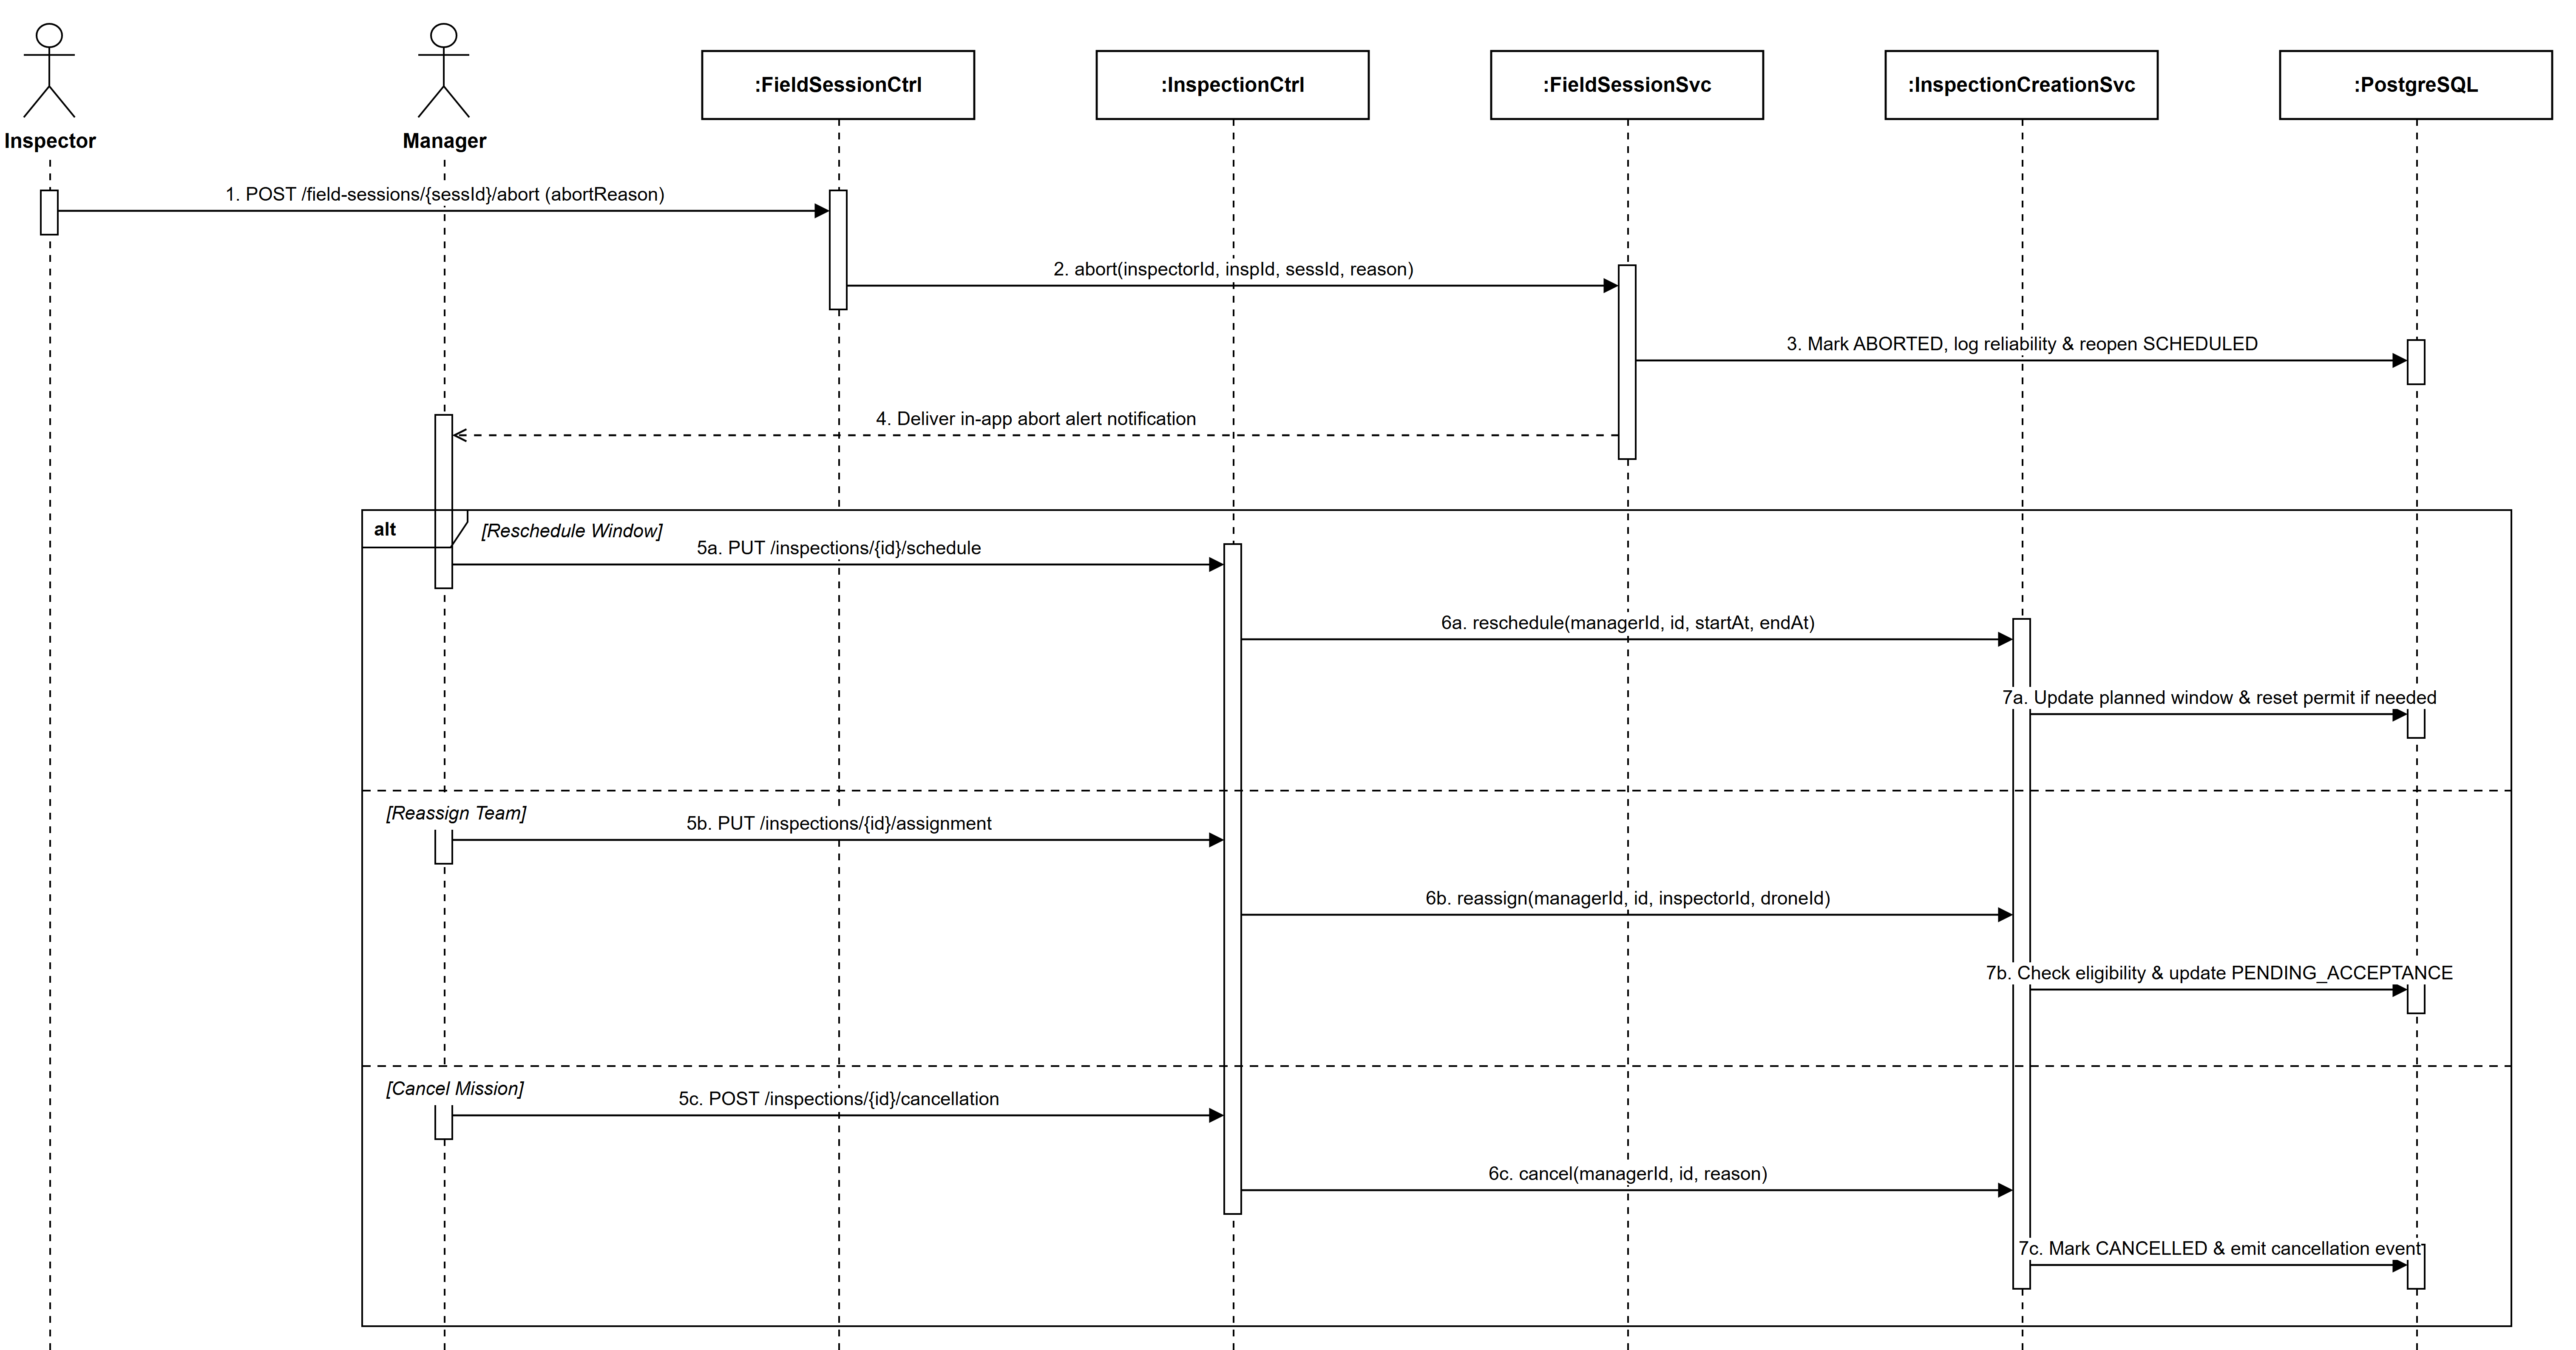 Inspector
Manager
:FieldSessionCtrl
:InspectionCtrl
:FieldSessionSvc
:InspectionCreationSvc
:PostgreSQL
1. POST /field-sessions/{sessId}/abort (abortReason)
2. abort(inspectorId, inspId, sessId, reason)
3. Mark ABORTED, log reliability & reopen SCHEDULED
4. Deliver in-app abort alert notification
alt
[Reschedule Window]
5a. PUT /inspections/{id}/schedule
6a. reschedule(managerId, id, startAt, endAt)
7a. Update planned window & reset permit if needed
[Reassign Team]
5b. PUT /inspections/{id}/assignment
6b. reassign(managerId, id, inspectorId, droneId)
7b. Check eligibility & update PENDING_ACCEPTANCE
[Cancel Mission]
5c. POST /inspections/{id}/cancellation
6c. cancel(managerId, id, reason)
7c. Mark CANCELLED & emit cancellation event